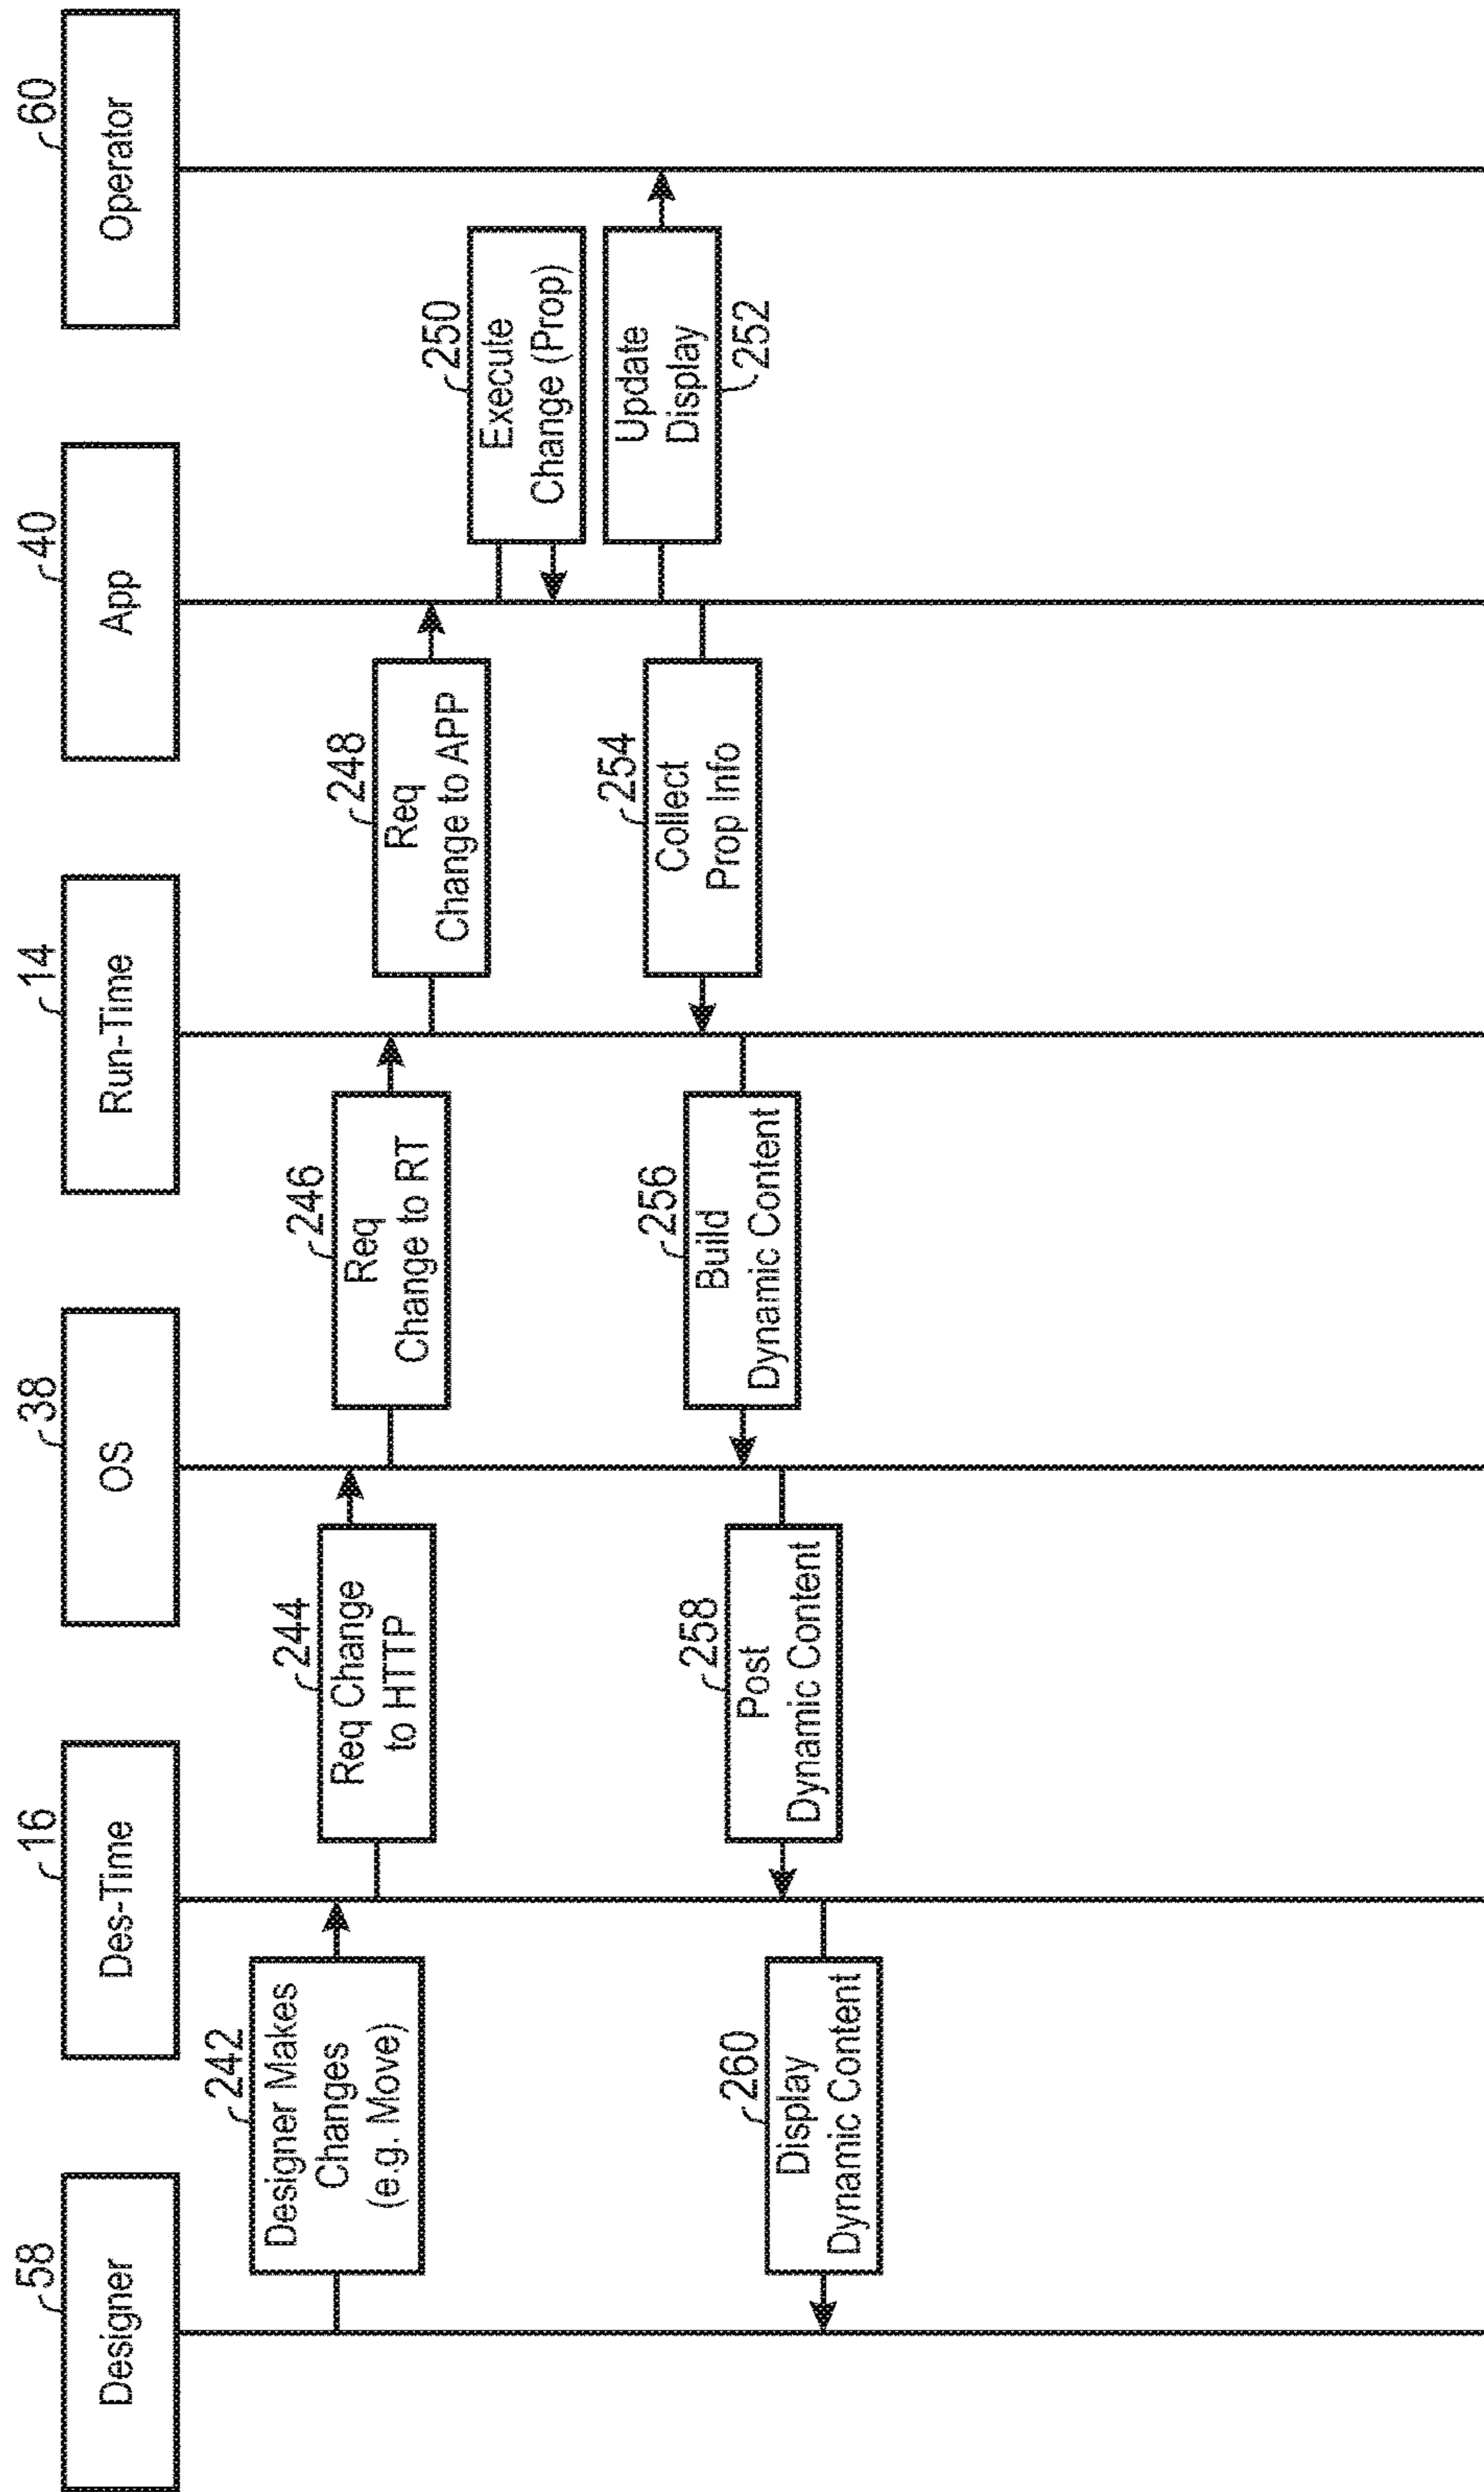 58
Designer
16
Des-Time
38
OS
14
Run-Time
40
App
60
Operator
242
Designer Makes
Changes
(e.g. Move)
244
Req Change
to HTTP
246
Req
Change to RT
248
Req
Change to APP
250
Execute
Change (Prop)
Update
Display
252
254
Collect
Prop Info
256
Build
Dynamic Content
258
Post
Dynamic Content
260
Display
Dynamic Content